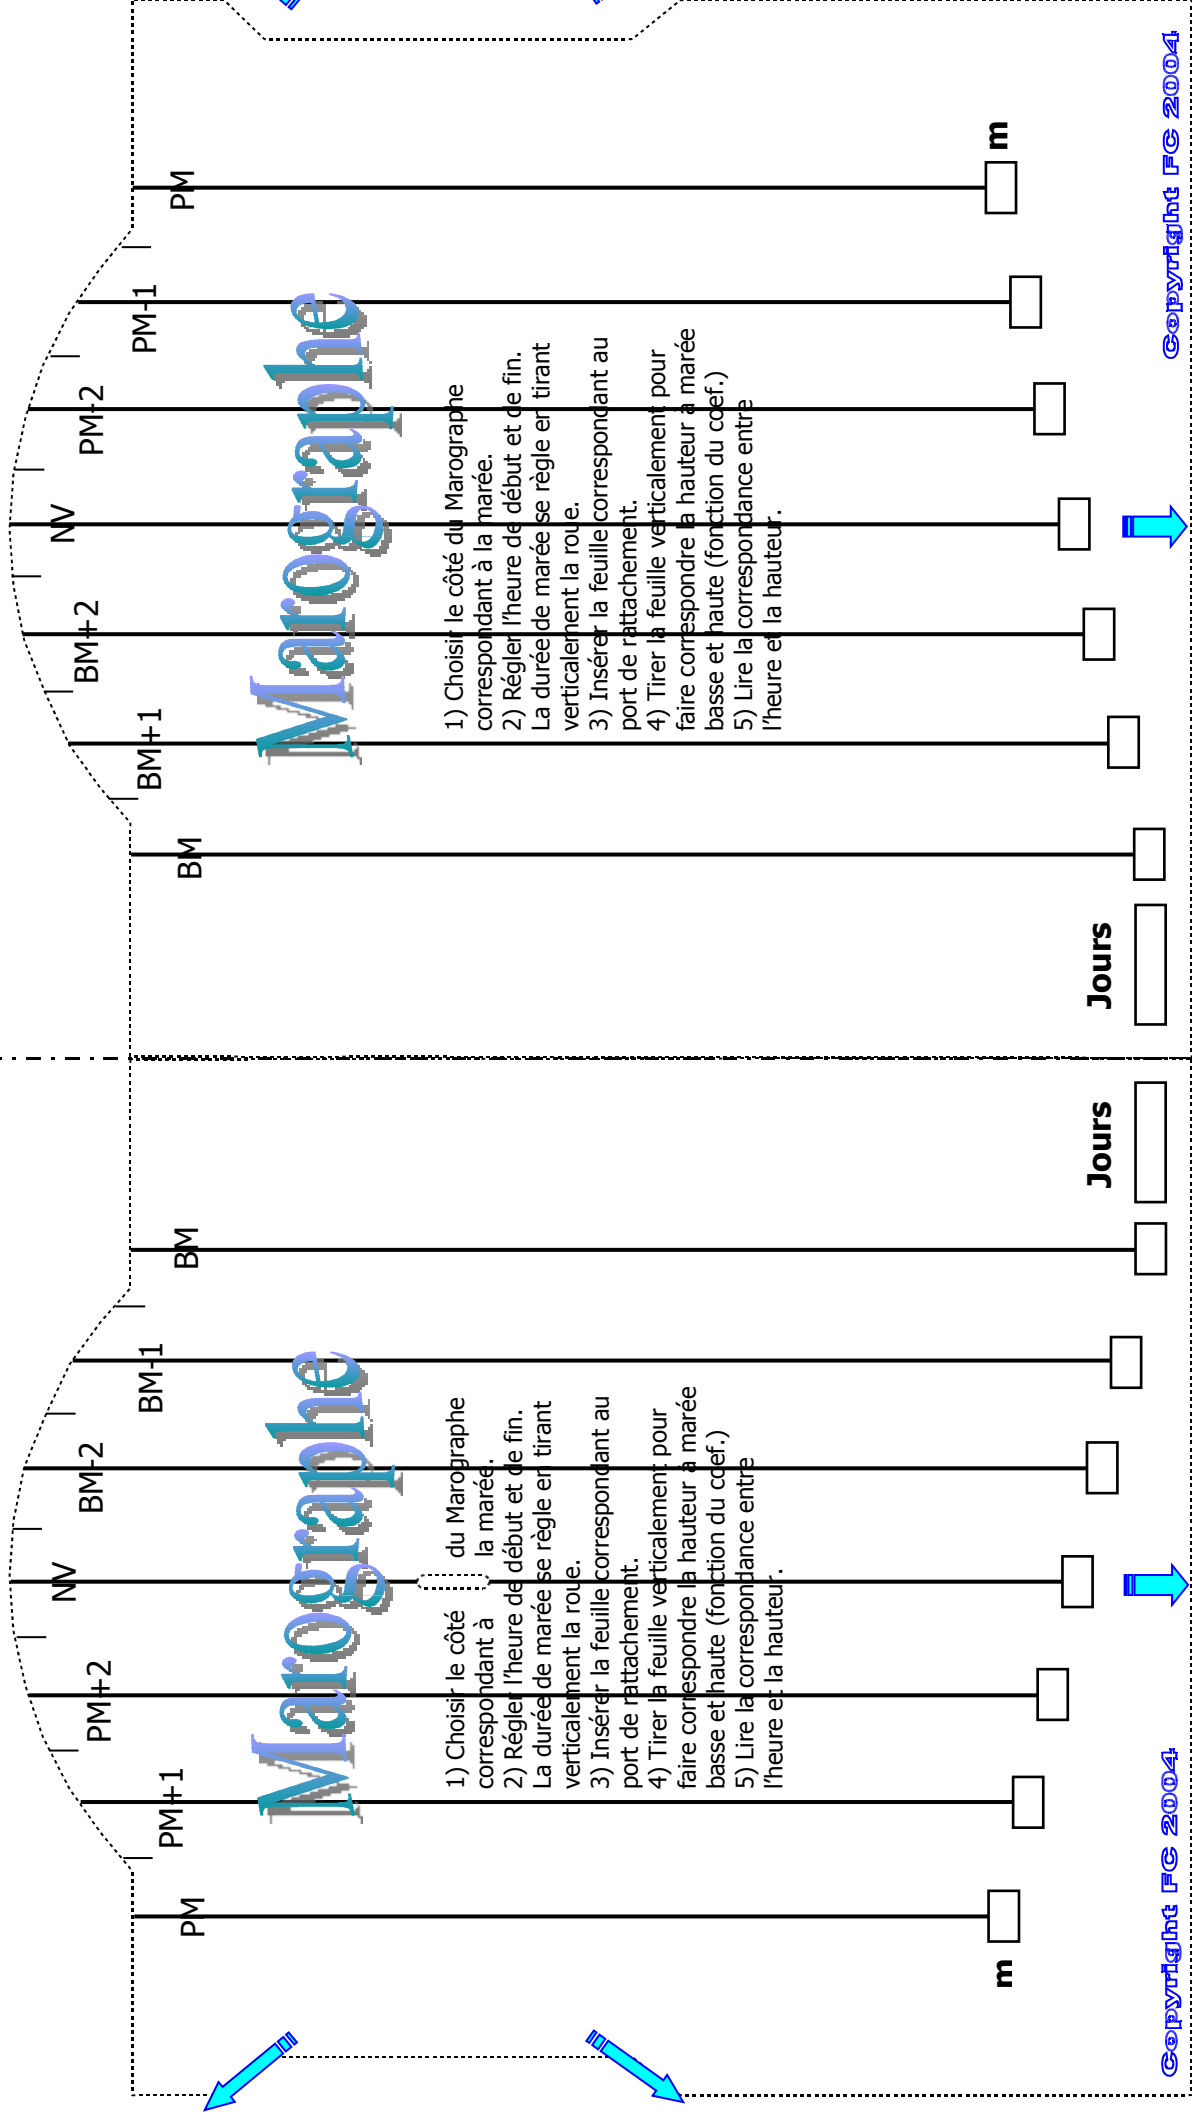 PM
PM+1
PM+2
NV
BM-2
BM-1
BM
Marographe
1) Choisir le côté du Marographe
correspondant à la marée.
2) Régler l'heure de début et de fin.
La durée de marée se règle en tirant
verticalement la roue.
3) Insérer la feuille correspondant au
port de rattachement.
4) Tirer la feuille verticalement pour
faire correspondre la hauteur à marée
basse et haute (fonction du coef.)
5) Lire la correspondance entre
l'heure et la hauteur.
m
Jours
Copyright FC 2004
BM
BM+1
BM+2
NV
PM-2
PM-1
PM
Marographe
1) Choisir le côté du Marographe
correspondant à la marée.
2) Régler l'heure de début et de fin.
La durée de marée se règle en tirant
verticalement la roue.
3) Insérer la feuille correspondant au
port de rattachement.
4) Tirer la feuille verticalement pour
faire correspondre la hauteur à marée
basse et haute (fonction du coef.)
5) Lire la correspondance entre
l'heure et la hauteur.
m
Jours
Copyright FC 2004